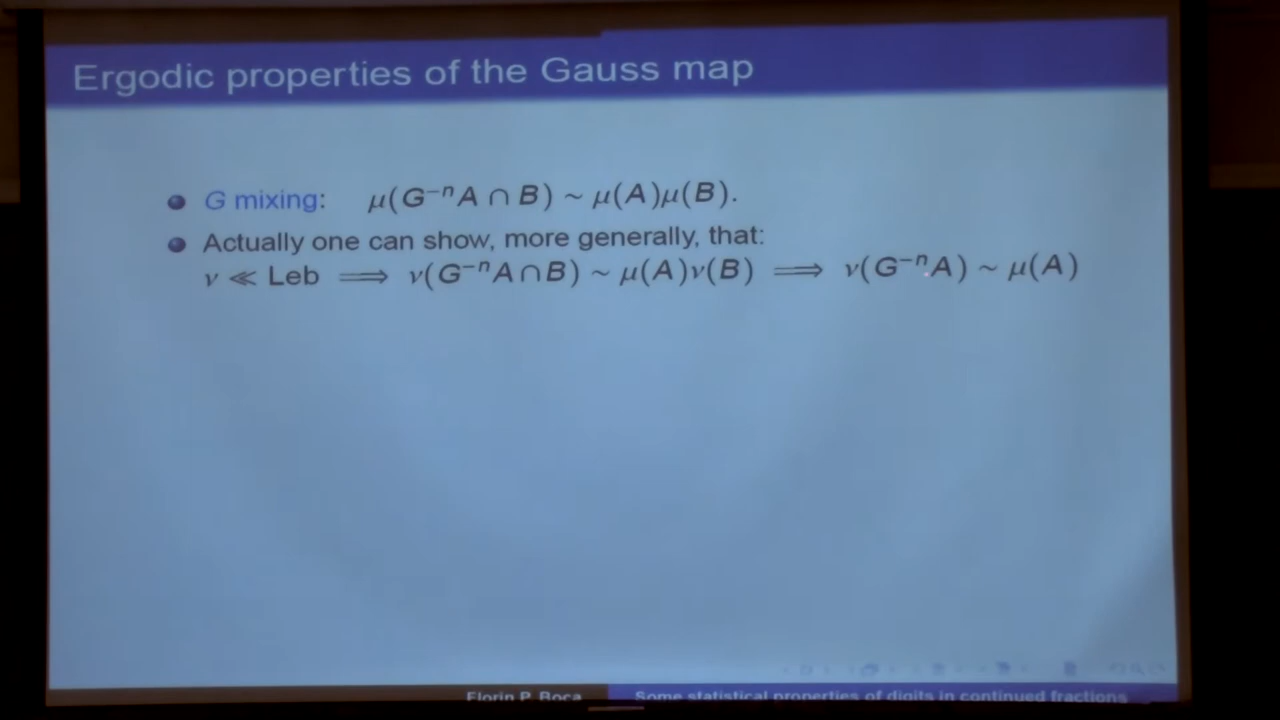 Ergodic properties of the Gauss map
G mixing: μ(G⁻ⁿA ∩ B) ~ μ(A)μ(B).
Actually one can show, more generally, that:
ν ≪ Leb ⟹ ν(G⁻ⁿA∩B) ~ μ(A)ν(B) ⟹ ν(G⁻ⁿA) ~ μ(A)
Florin P. Boca Some statistical properties of digits in continued fractions